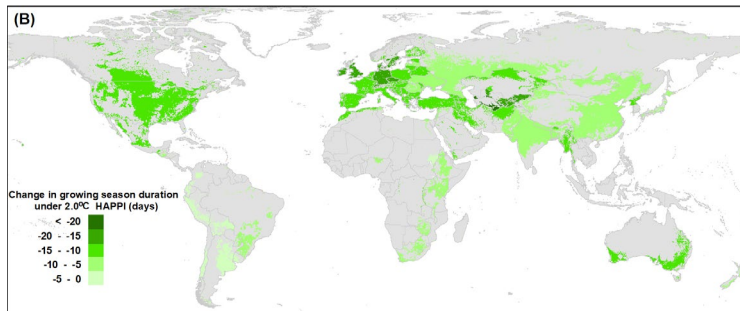 (B)
Change in growing season duration
under 2.0°C HAPPI (days)
< -20
-20 - -15
-15 - -10
-10 - -5
-5 - 0